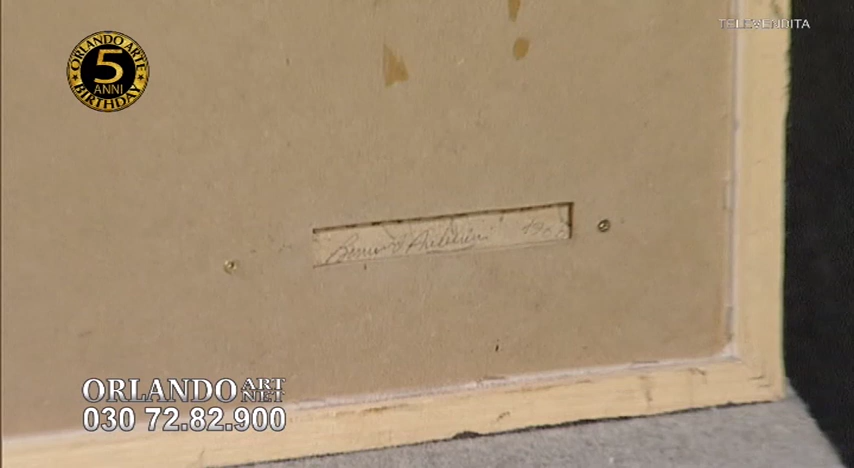 TELEVENDITA
ORLANDO ARTE
5
ANNI
BIRTHDAY
ORLANDO ART NET
030 72.82.900